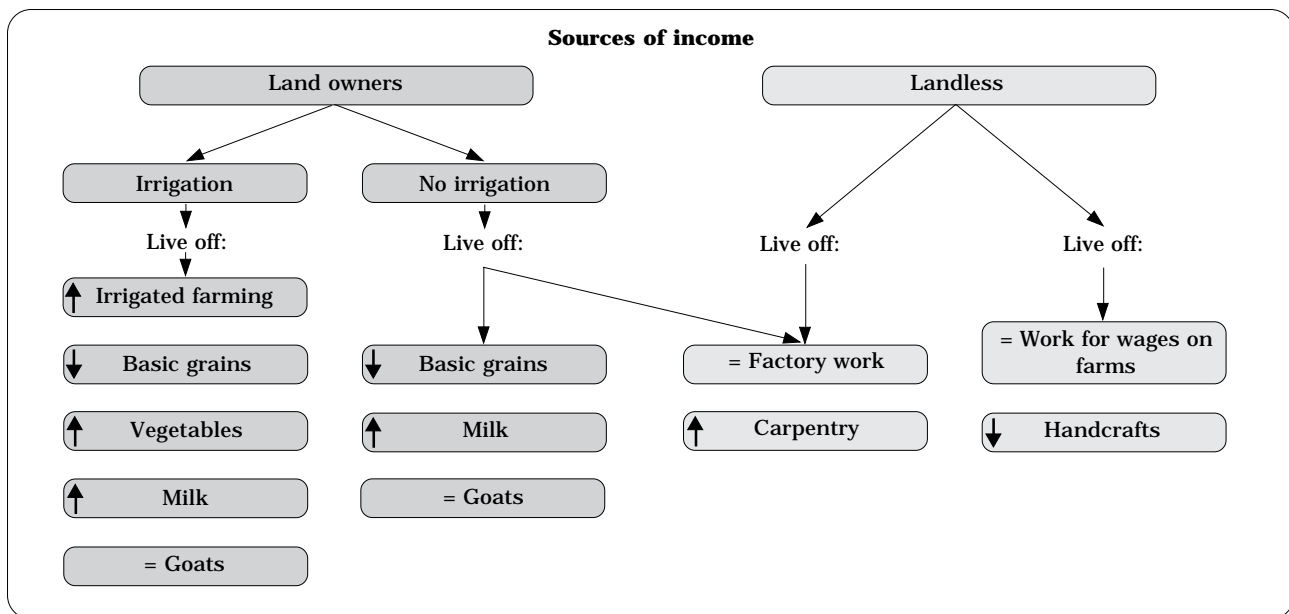 Sources of income
Land owners
Landless
Irrigation
No irrigation
Live off:
Live off:
Live off:
Live off:
Irrigated farming
Basic grains
Vegetables
Milk
= Goats
Basic grains
Milk
= Goats
= Factory work
Carpentry
= Work for wages on
farms
Handcrafts